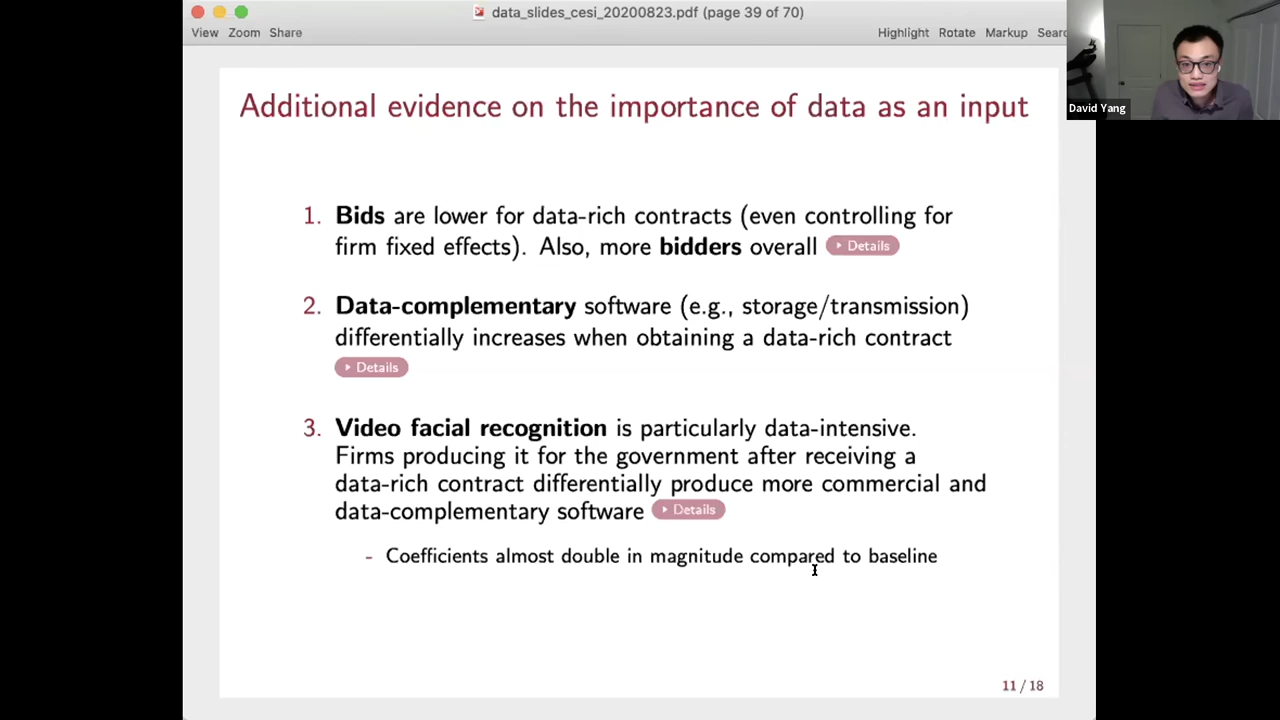 data_slides_cesi_20200823.pdf (page 39 of 70)
View Zoom Share
Highlight Rotate Markup Sear
David Yang
Additional evidence on the importance of data as an input
1. Bids are lower for data-rich contracts (even controlling for
firm fixed effects). Also, more bidders overall Details
2. Data-complementary software (e.g., storage/transmission)
differentially increases when obtaining a data-rich contract
Details
3. Video facial recognition is particularly data-intensive.
Firms producing it for the government after receiving a
data-rich contract differentially produce more commercial and
data-complementary software Details
- Coefficients almost double in magnitude compared to baseline
11 / 18